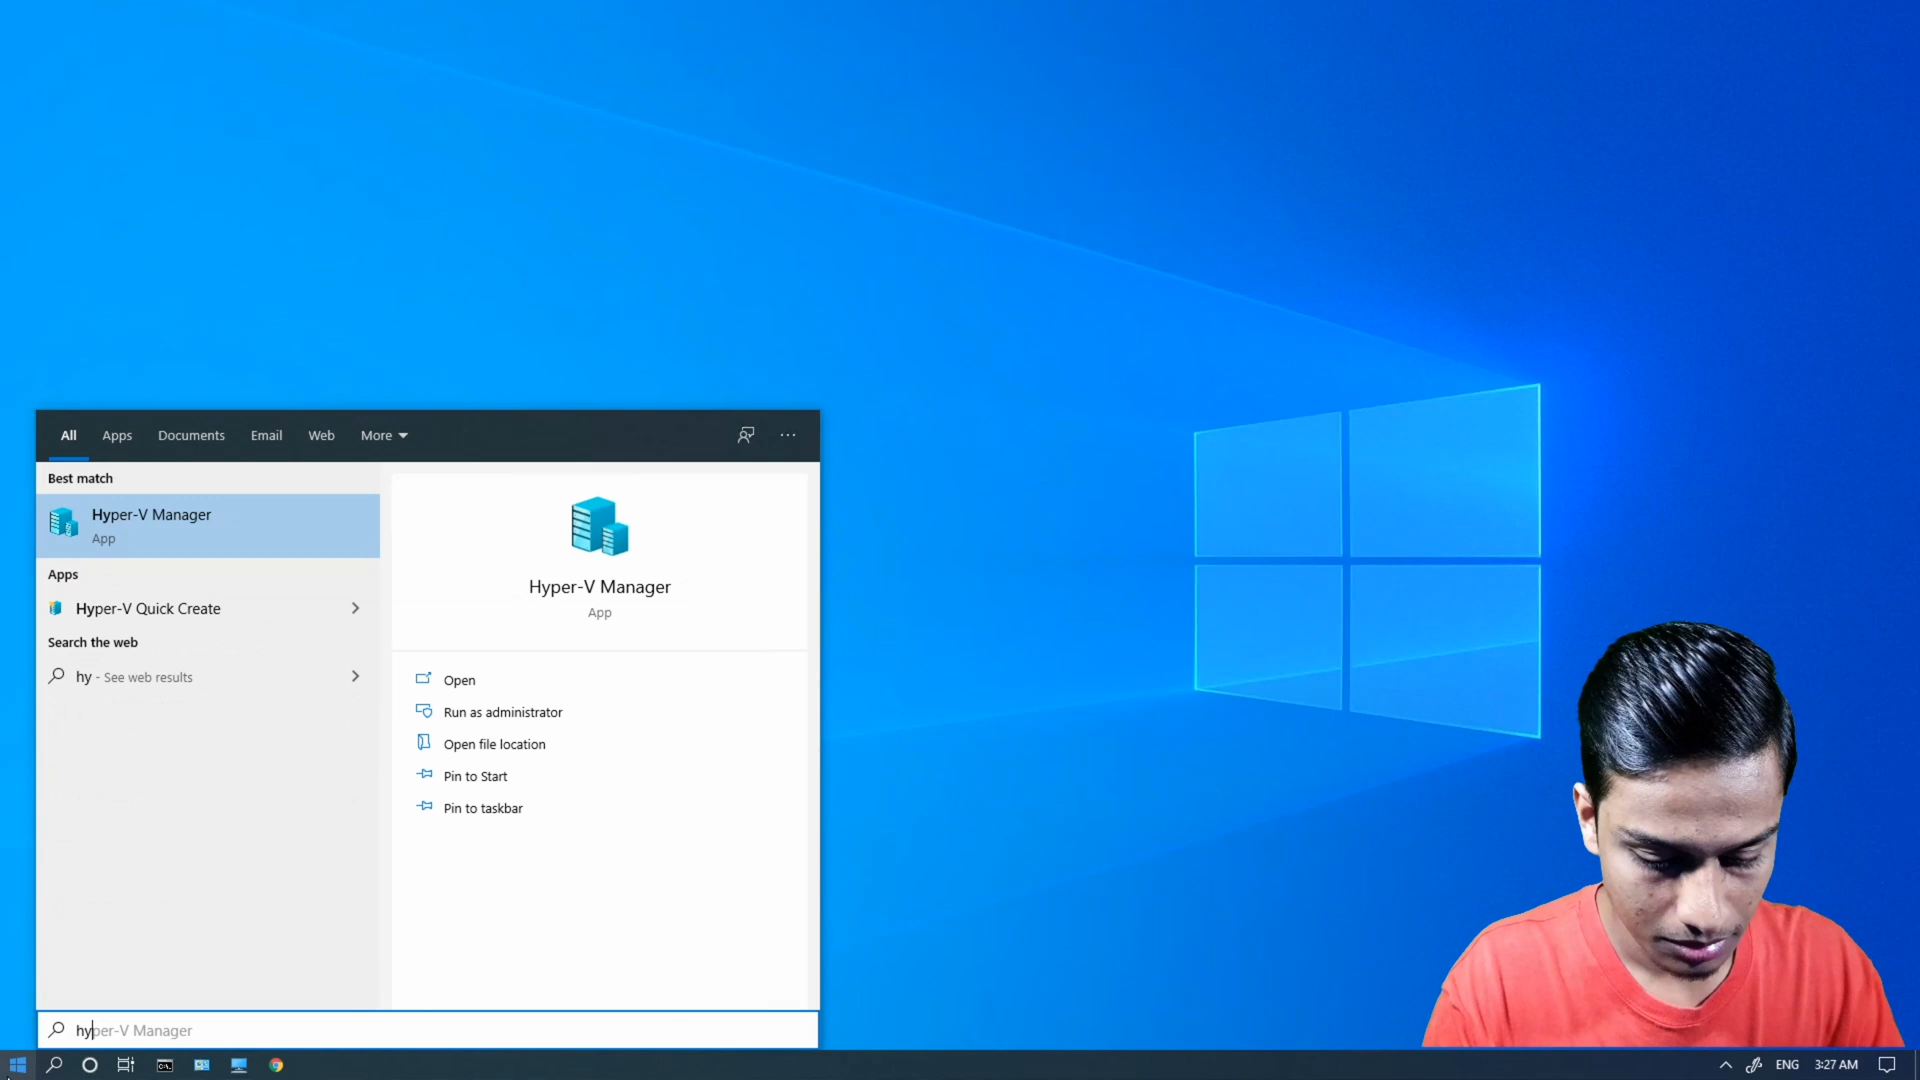 All Apps Documents Email Web More
Best match
Hyper-V Manager
App
Apps
Hyper-V Quick Create
Search the web
hy - See web results
Hyper-V Manager
App
Open
Run as administrator
Open file location
Pin to Start
Pin to taskbar
hyper-V Manager
ENG 3:27 AM